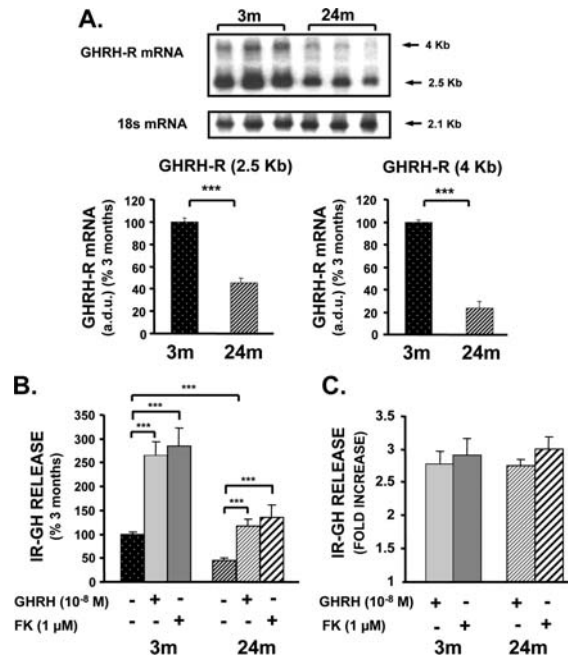 A.
3m 24m
GHRH-R mRNA
4 Kb
2.5 Kb
18s mRNA
2.1 Kb
GHRH-R (2.5 Kb)
GHRH-R mRNA
(a.d.u.) (% 3 months)
120
100
80
60
40
20
0
***
3m 24m
GHRH-R (4 Kb)
GHRH-R mRNA
(a.d.u.) (% 3 months)
120
100
80
60
40
20
0
***
3m 24m
B.
IR-GH RELEASE
(% 3 months)
350
300
250
200
150
100
50
0
***
***
***
***
***
GHRH (10⁻⁸ M) - + - - + -
FK (1 µM) - - + - - +
3m 24m
C.
IR-GH RELEASE
(FOLD INCREASE)
3.5
3
2.5
2
1.5
1
GHRH (10⁻⁸ M) + - + -
FK (1 µM) - + - +
3m 24m